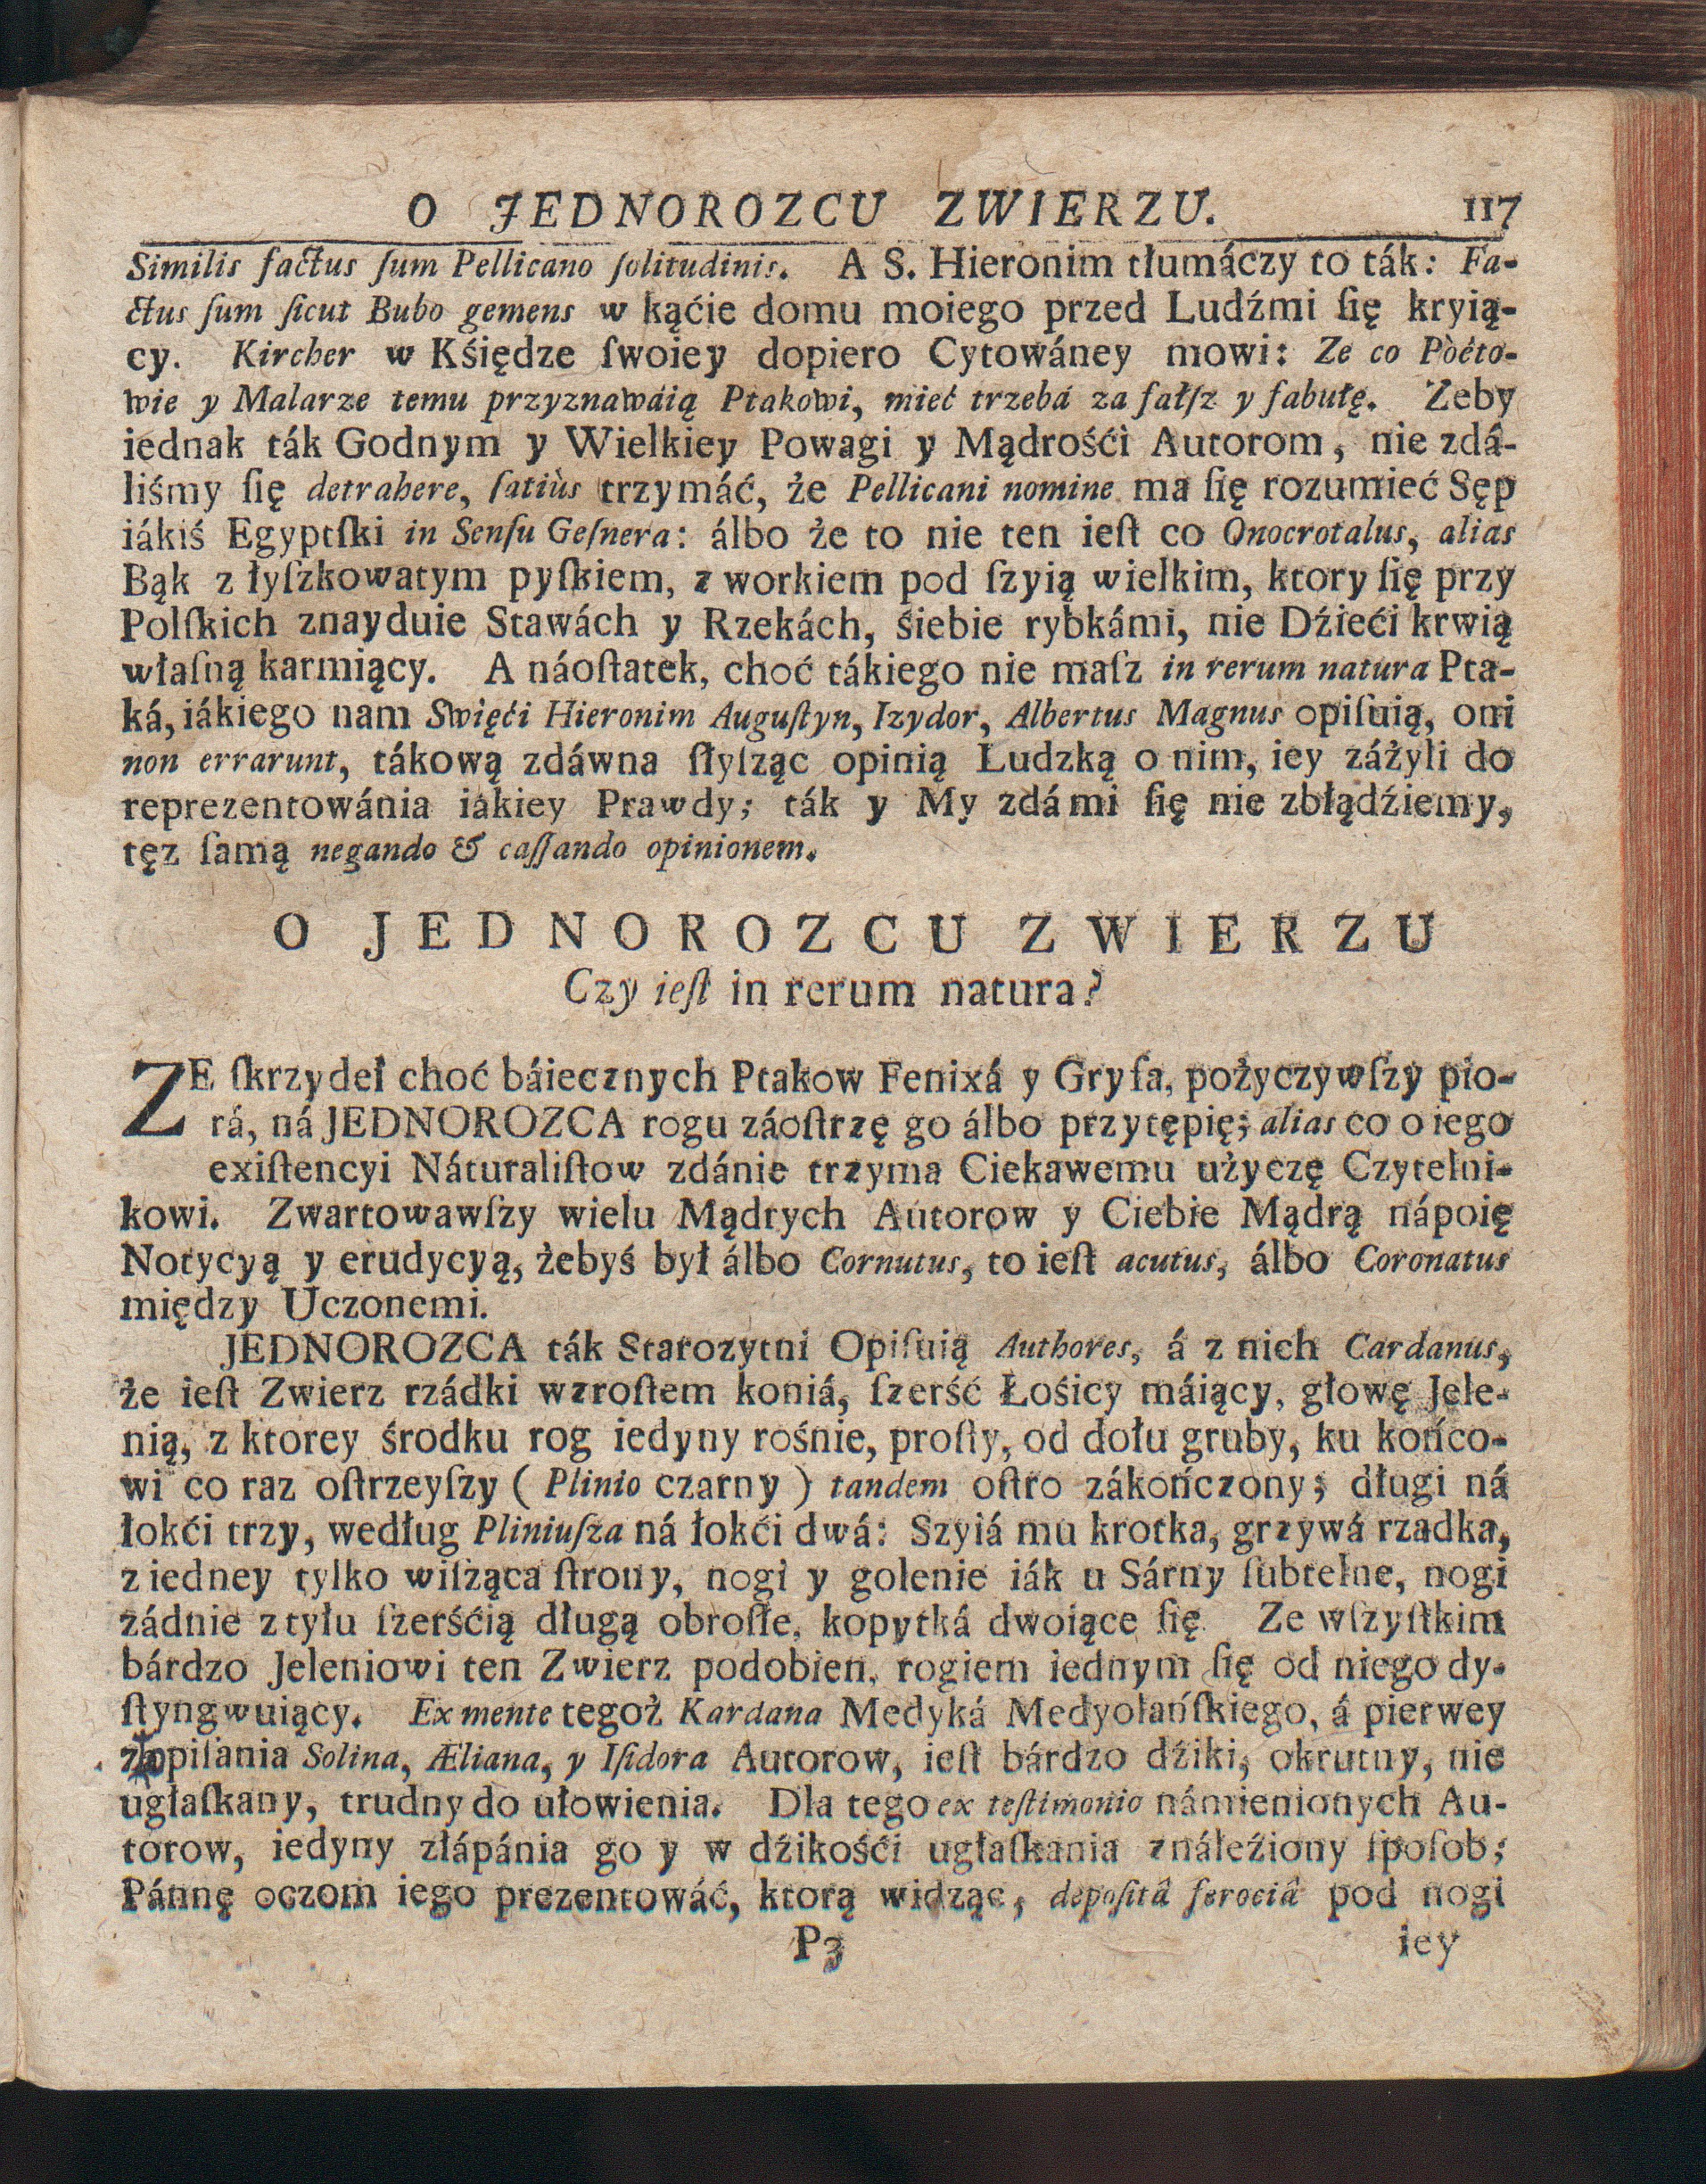 O JEDNOROZCU ZWIERZU. 117
Similis factus ſum Pellicano ſolitudinis. A S. Hieronim tłumáczy to ták: Fa-
ctus ſum ſicut Bubo gemens w kąćie domu moiego przed Ludźmi ſię kryią-
cy. Kircher w Kśiędze ſwoiey dopiero Cytowáney mowi: Ze co Pòéto-
wie y Malarze temu przyznawáią Ptakowi, mieć trzebá za fałſz y fabułę. Zeby
iednak ták Godnym y Wielkiey Powagi y Mądrośći Autorom, nie zdá-
liśmy ſię detrahere, ſatiùs trzymáć, że Pellicani nomine ma ſię rozumieć Sęp
iákiś Egyptſki in Senſu Geſnera: álbo że to nie ten ieſt co Onocrotalus, alias
Bąk z łyſzkowatym pyſkiem, z workiem pod ſzyią wielkim, ktory ſię przy
Polſkich znayduie Stawách y Rzekách, śiebie rybkámi, nie Dźieći krwią
właſną karmiący. A náoſtatek, choć tákiego nie maſz in rerum natura Pta-
ká, iákiego nam Swięći Hieronim Auguſtyn, Izydor, Albertus Magnus opiſuią, oni
non errarunt, tákową zdáwna ſłyſząc opinią Ludzką o nim, iey záżyli do
reprezentowánia iákiey Prawdy; ták y My zdámi ſię nie zbłądźiemy,
tęz ſamą negando & caſſando opinionem.
O JEDNOROZCU ZWIERZU
Czy ieſt in rerum natura?
ZE ſkrzydeł choć báiecznych Ptakow Fenixá y Gryfa, pożyczywſzy pio-
rá, ná JEDNOROZCA rogu záoſtrzę go álbo przytępię; alias co o iego
exiſtencyi Náturaliſtow zdánie trzyma Ciekawemu użyczę Czytelni-
kowi. Zwartowawſzy wielu Mądrych Autorow y Ciebie Mądrą nápoię
Notycyą y erudycyą, żebyś był álbo Cornutus, to ieſt acutus, álbo Coronatus
między Uczonemi.
JEDNOROZCA ták Starozytni Opiſuią Authores, á z nich Cardanus,
że ieſt Zwierz rzádki wzroſtem koniá, ſzerść Łośicy máiący, głowę Jele-
nią, z ktorey środku rog iedyny rośnie, proſty, od dołu gruby, ku końco-
wi co raz oſtrzeyſzy ( Plinio czarny ) tandem oſtro zákończony; długi ná
łokći trzy, według Pliniuſza ná łokći dwá: Szyiá mu krotka, grzywá rzadka,
z iedney tylko wiſząca ſtrony, nogi y golenie iák u Sárny ſubtelne, nogi
zádnie z tyłu ſzerśćią długą obroſłe, kopytká dwoiące ſię. Ze wſzyſtkim
bárdzo Jeleniowi ten Zwierz podobien, rogiem iednym ſię od niego dy-
ſtyngwuiący. Ex mente tegoż Kardana Medyká Medyolańſkiego, á pierwey
z opiſania Solina, Æliana, y Iſidora Autorow, ieſt bárdzo dźiki, okrutny, nie
ugłaſkany, trudny do ułowienia. Dla tego ex teſtimonio námienionych Au-
torow, iedyny złápánia go y w dźikośći ugłaſkania ználeźiony ſpoſob;
Pánnę oczom iego prezentowáć, ktorą widząc, depoſitâ ferociâ pod nogi
P3 iey